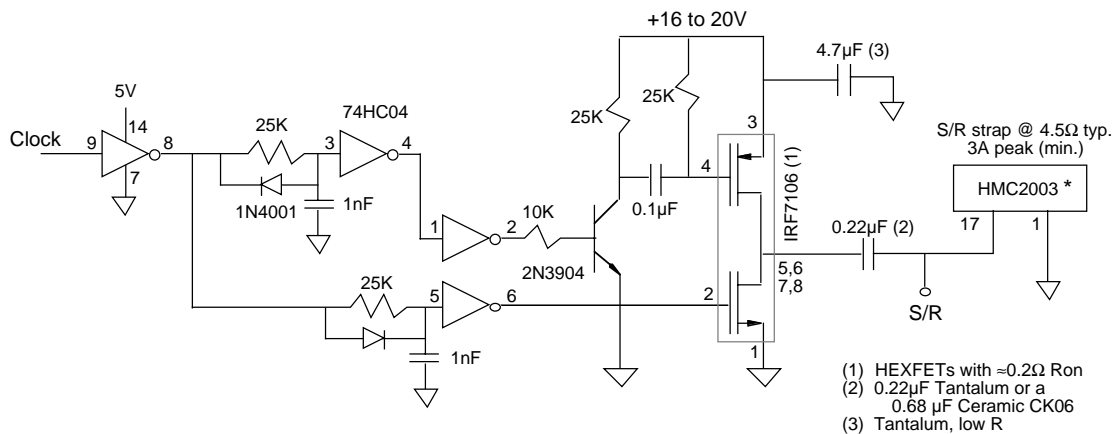 +16 to 20V
4.7µF (3)
5V
74HC04
25K
25K
25K
Clock
9
14
8
7
3
4
3
S/R strap @ 4.5Ω typ.
3A peak (min.)
HMC2003 *
1N4001
1nF
4
0.1µF
IRF7106 (1)
0.22µF (2)
17
1
1
2
10K
2N3904
5,6
7,8
25K
5
6
2
S/R
1nF
1
(1) HEXFETs with ≈0.2Ω Ron
(2) 0.22µF Tantalum or a
0.68 µF Ceramic CK06
(3) Tantalum, low R